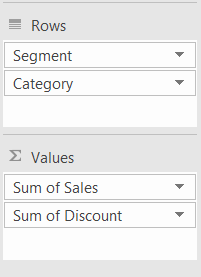 Rows
Segment
Category
Σ Values
Sum of Sales
Sum of Discount